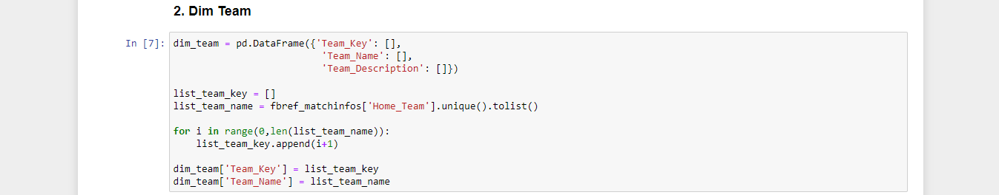 2. Dim Team
In [7]: dim_team = pd.DataFrame({'Team_Key': [],
                          'Team_Name': [],
                          'Team_Description': []})

list_team_key = []
list_team_name = fbref_matchinfos['Home_Team'].unique().tolist()

for i in range(0,len(list_team_name)):
    list_team_key.append(i+1)

dim_team['Team_Key'] = list_team_key
dim_team['Team_Name'] = list_team_name